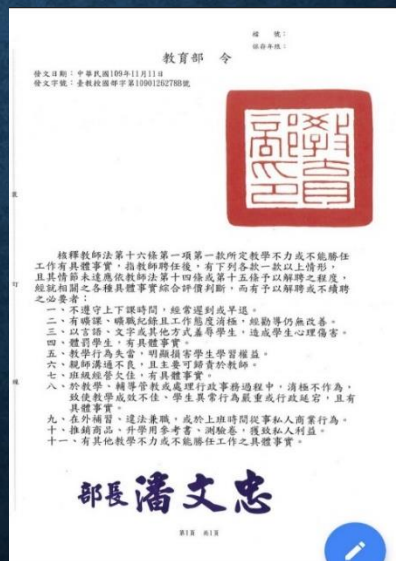 檔　號：
保存年限：
教育部　令
發文日期：中華民國109年11月11日
發文字號：臺教授國部字第1090126278B號
裝
訂
線
核釋教師法第十六條第一項第一款所定教學不力或不能勝任
工作有具體事實，指教師聘任後，有下列各款一款以上情形，
且其情節未達應依教師法第十四條或第十五條予以解聘之程度，
經就相關之各種具體事實綜合評價判斷，而有予以解聘或不續聘
之必要者：
一、不遵守上下課時間，經常遲到或早退。
二、有曠課、曠職紀錄且工作態度消極，經勸導仍無改善。
三、以言語、文字或其他方式羞辱學生，造成學生心理傷害。
四、體罰學生，有具體事實。
五、教學行為失當，明顯損害學生學習權益。
六、親師溝通不良，且主要可歸責於教師。
七、班級經營欠佳，有具體事實。
八、於教學、輔導管教或處理行政事務過程中，消極不作為，
致使教學成效不佳、學生異常行為嚴重或行政延宕，且有
具體事實。
九、在外補習、違法兼職，或於上班時間從事私人商業行為。
十、推銷商品、升學用參考書、測驗卷，獲致私人利益。
十一、有其他教學不力或不能勝任工作之具體事實。
部長潘文忠
第1頁　共1頁